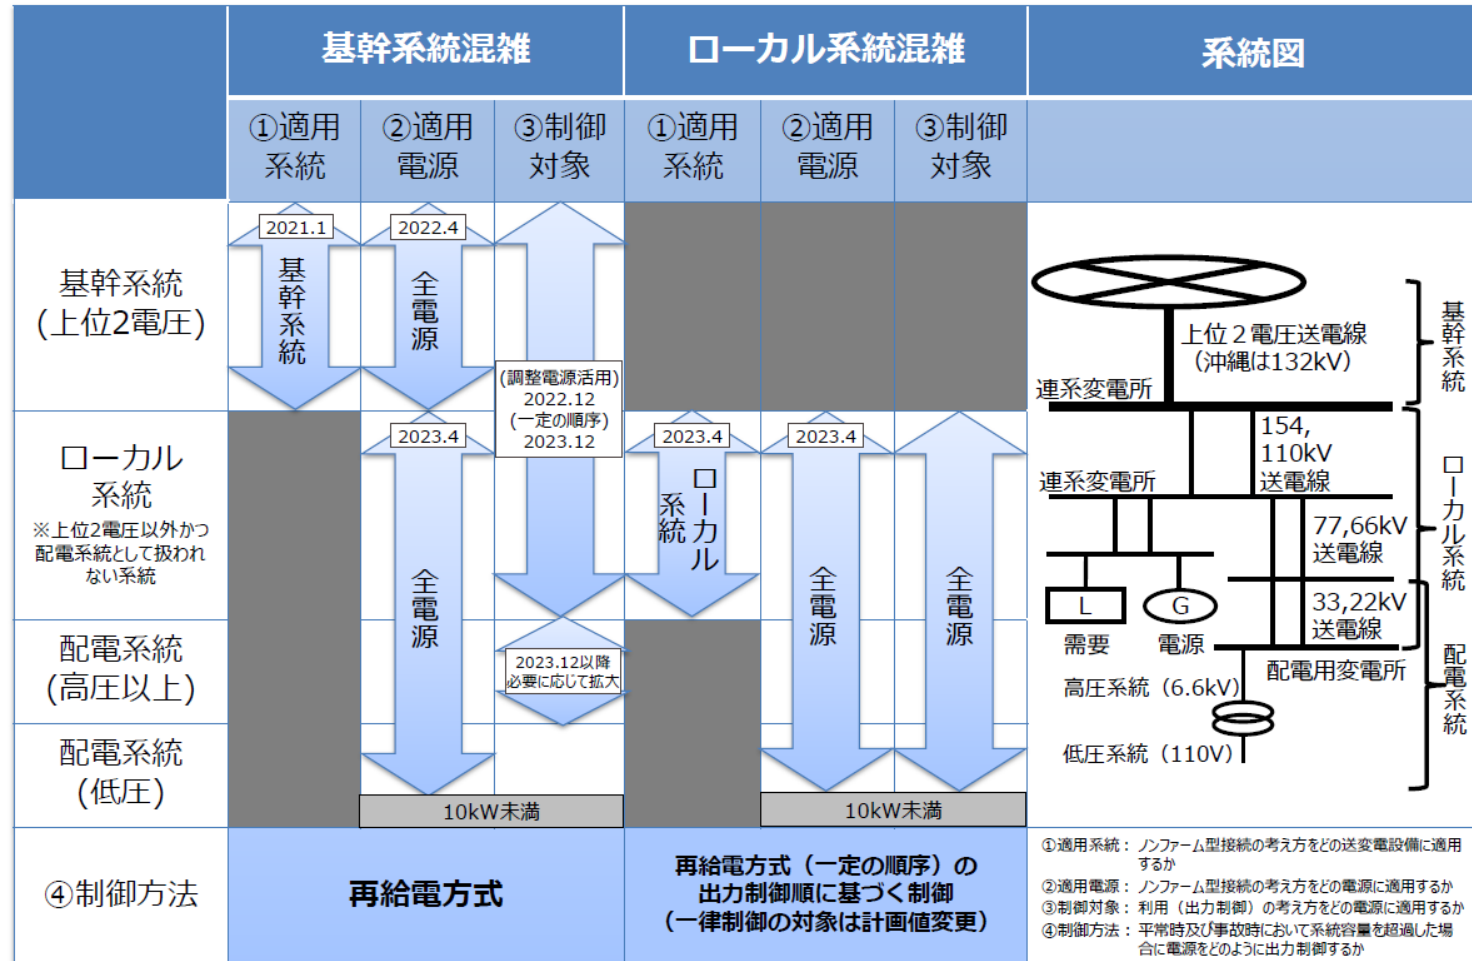 基幹系統混雑
ローカル系統混雑
系統図
①適用
系統
②適用
電源
③制御
対象
①適用
系統
②適用
電源
③制御
対象
基幹系統
(上位2電圧)
2021.1
基幹系統
2022.4
全電源
(調整電源活用)
2022.12
(一定の順序)
2023.12
ローカル
系統
※上位2電圧以外かつ
配電系統として扱われ
ない系統
2023.4
全電源
2023.4
ローカル
系統
2023.4
全電源
全電源
配電系統
(高圧以上)
2023.12以降
必要に応じて拡大
配電系統
(低圧)
10kW未満
10kW未満
上位２電圧送電線
（沖縄は132kV）
連系変電所
154,
110kV
送電線
連系変電所
77,66kV
送電線
L
G
33,22kV
送電線
需要
電源
配電用変電所
高圧系統（6.6kV）
低圧系統（110V）
基幹系統
ローカル系統
配電系統
④制御方法
再給電方式
再給電方式（一定の順序）の
出力制御順に基づく制御
（一律制御の対象は計画値変更）
①適用系統： ノンファーム型接続の考え方をどの送変電設備に適用
するか
②適用電源： ノンファーム型接続の考え方をどの電源に適用するか
③制御対象： 利用（出力制御）の考え方をどの電源に適用するか
④制御方法： 平常時及び事故時において系統容量を超過した場
合に電源をどのように出力制御するか